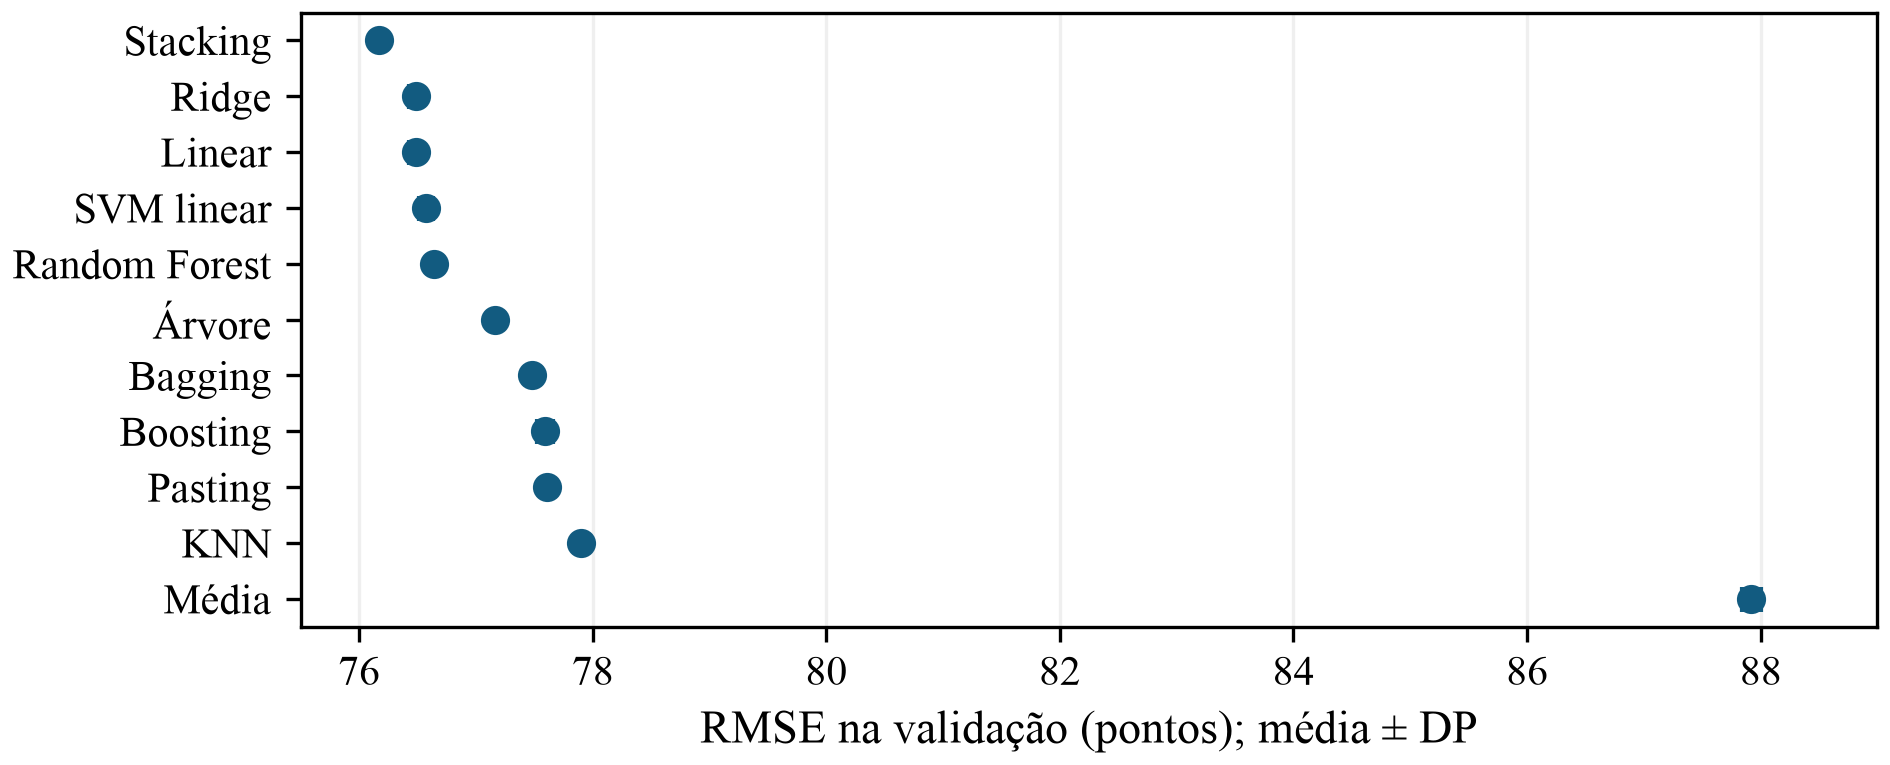 Stacking
Ridge
Linear
SVM linear
Random Forest
Árvore
Bagging
Boosting
Pasting
KNN
Média
76 78 80 82 84 86 88
RMSE na validação (pontos); média ± DP